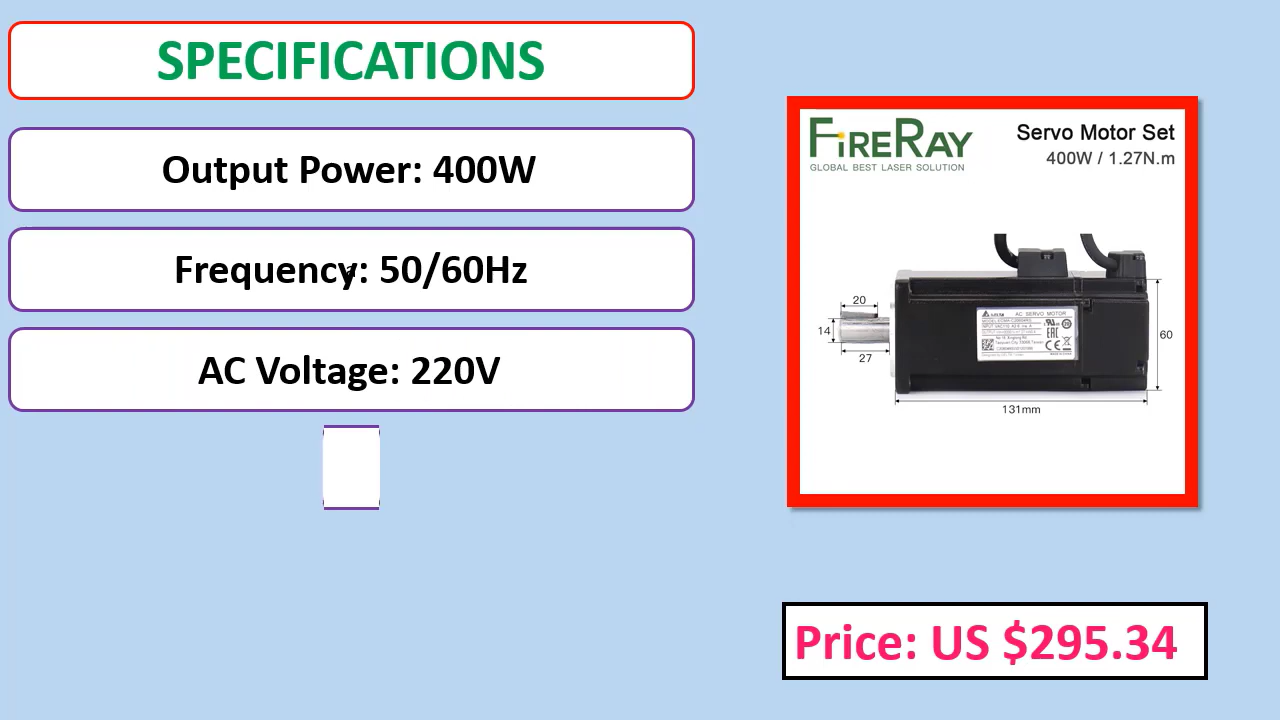 SPECIFICATIONS
Output Power: 400W
Frequency: 50/60Hz
AC Voltage: 220V
FIRERAY
GLOBAL BEST LASER SOLUTION
Servo Motor Set
400W / 1.27N.m
20
14
27
60
131mm
AC SERVO MOTOR
Price: US $295.34